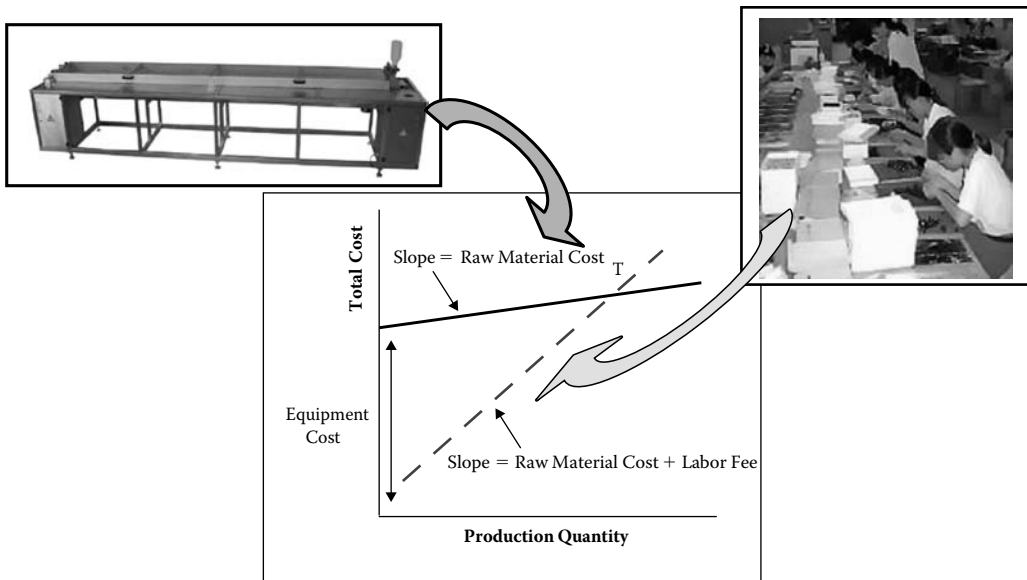 Total Cost
Slope = Raw Material Cost
T
Equipment
Cost
Slope = Raw Material Cost + Labor Fee
Production Quantity